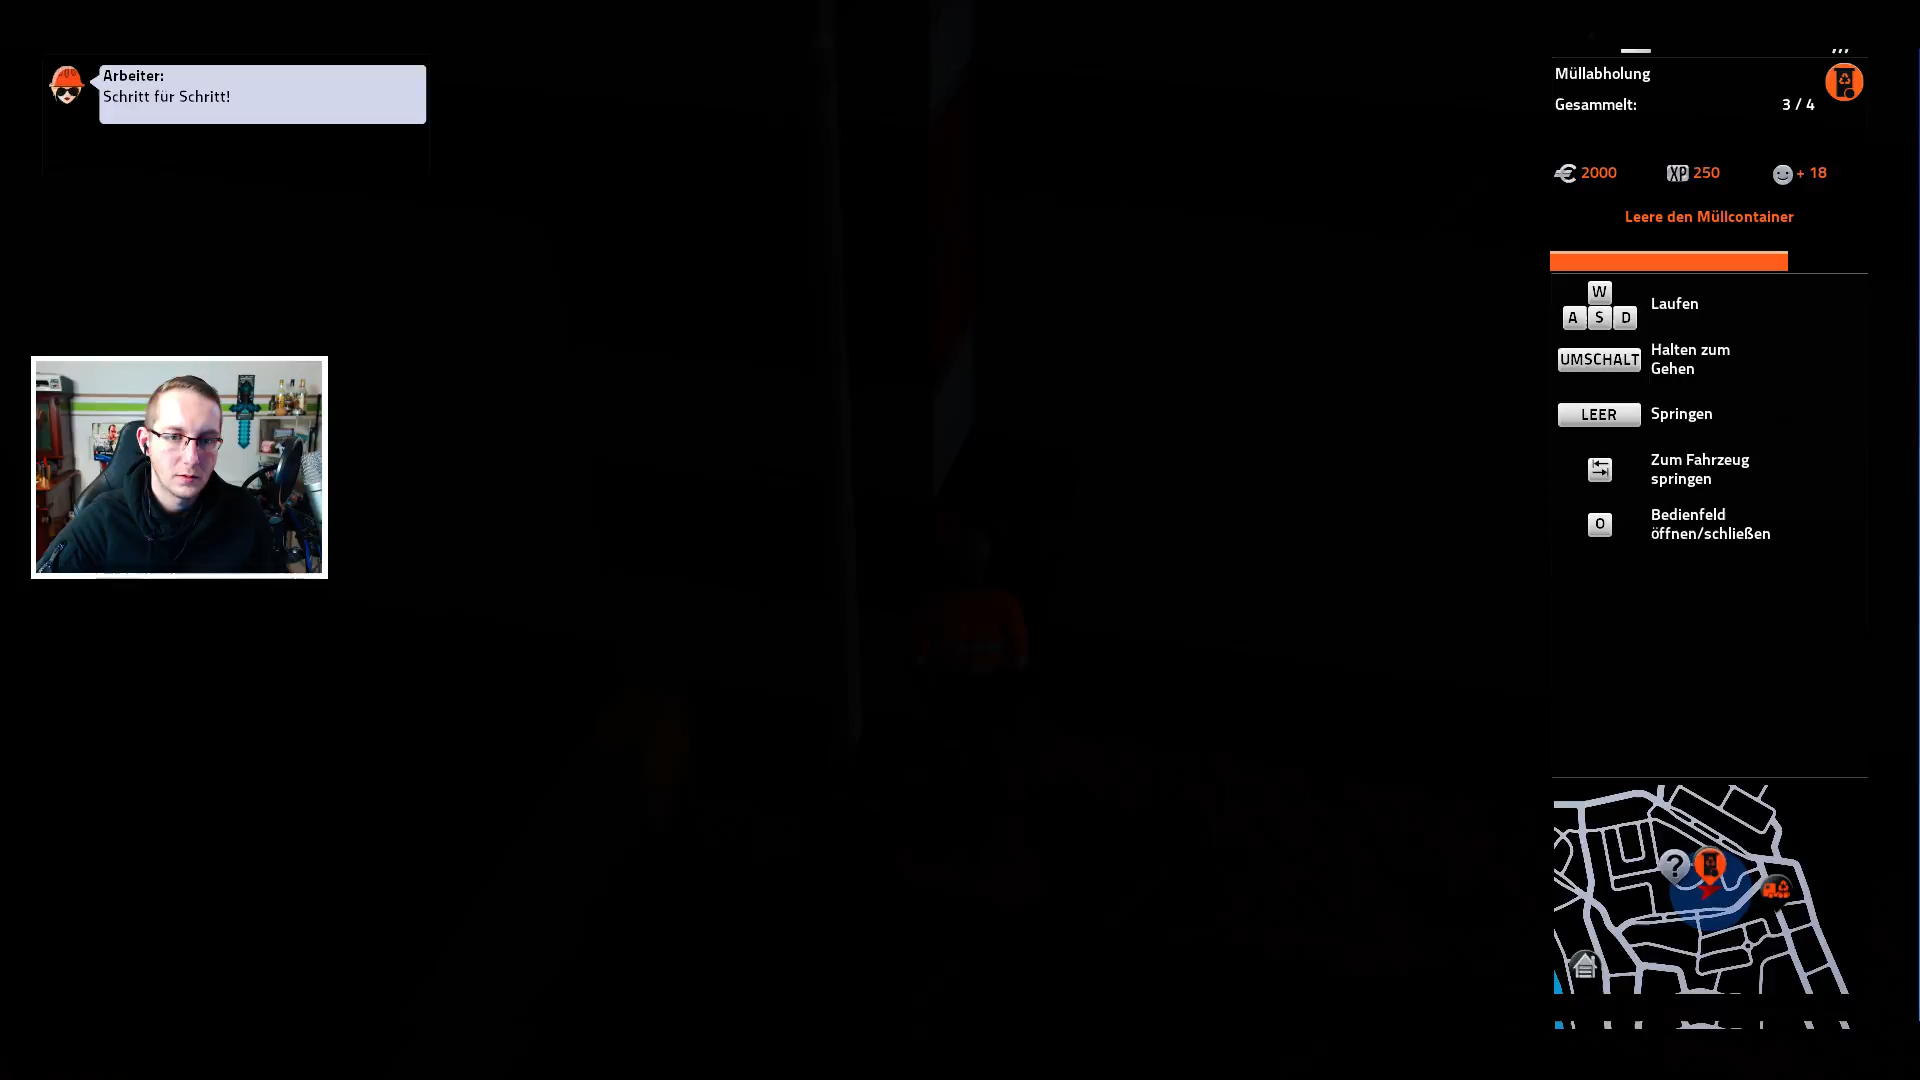 Arbeiter:
Schritt für Schritt!
Müllabholung
Gesammelt: 3 / 4
2000 XP 250 + 18
Leere den Müllcontainer
W
A S D Laufen
UMSCHALT Halten zum
Gehen
LEER Springen
Zum Fahrzeug
springen
O Bedienfeld
öffnen/schließen
?